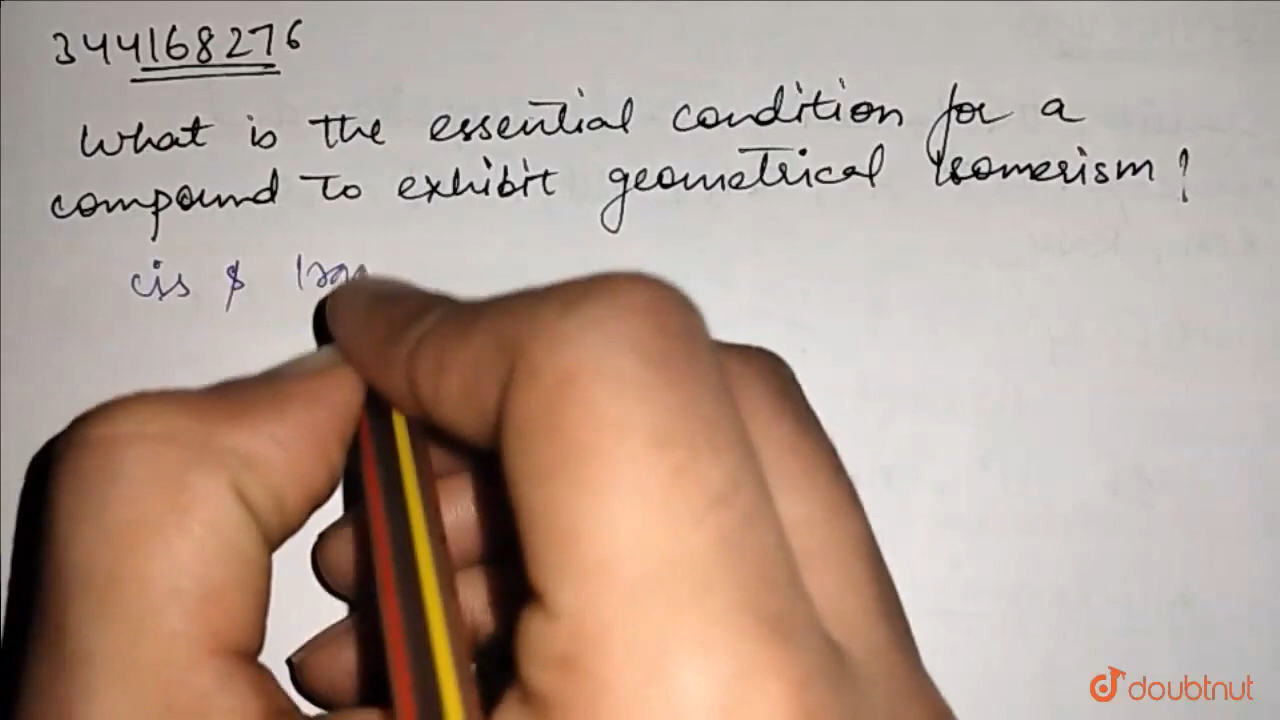 344168276
What is the essential condition for a
compound to exhibit geometrical isomerism?
cis &
doubtnut